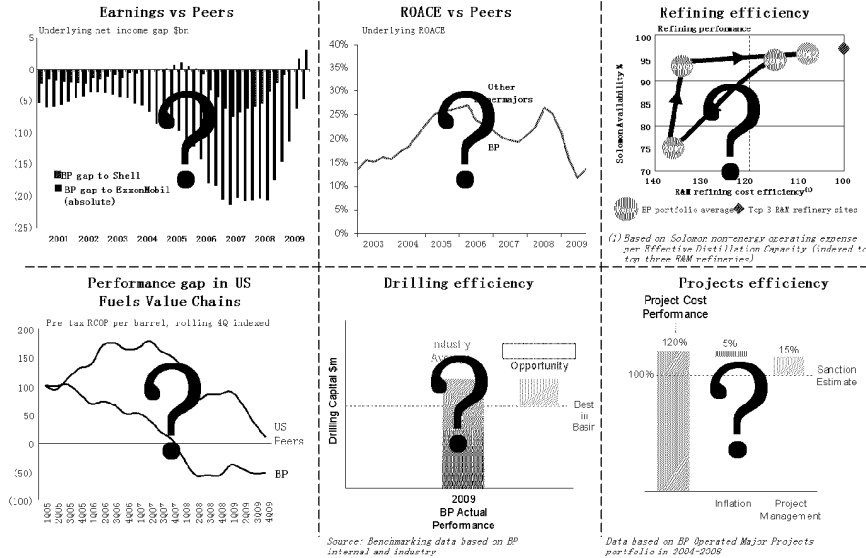 Earnings vs Peers
Underlying net income gap $bn
5
0
(5)
(10)
(15)
(20)
(25)
BP gap to Shell
BP gap to ExxonMobil
(absolute)
2001 2002 2003 2004 2005 2006 2007 2008 2009
ROACE vs Peers
Underlying ROACE
40%
35%
30%
25%
20%
15%
10%
5%
0%
Other
BP
2003 2004 2005 2006 2007 2008 2009
Refining efficiency
Refining performance
Solomon Availability %
100
95
90
85
80
75
70
140 130 120 110 100
R&M refining cost efficiency(1)
BP portfolio average
Top 3 R&M refinery sites
(1) Based on Solomon non-energy operating expense
per Effective Distillation Capacity (indexed to
top three R&M refineries)
Performance gap in US
Fuels Value Chains
Pre tax RCOP per barrel, rolling 4Q indexed
200
150
100
50
0
(50)
(100)
US
Peers
BP
1Q05 2Q05 3Q05 4Q05 1Q06 2Q06 3Q06 4Q06 1Q07 2Q07 3Q07 4Q07 1Q08 2Q08 3Q08 4Q08 1Q09 2Q09 3Q09 4Q09
Drilling efficiency
Drilling Capital $m
Industry
Opportunity
Best
in
Basin
2009
BP Actual
Performance
Source: Benchmarking data based on BP
internal and industry
Projects efficiency
Project Cost
Performance
120%
5%
15%
100%
Sanction
Estimate
Inflation
Project
Management
Data based on BP Operated Major Projects
portfolio in 2004-2008